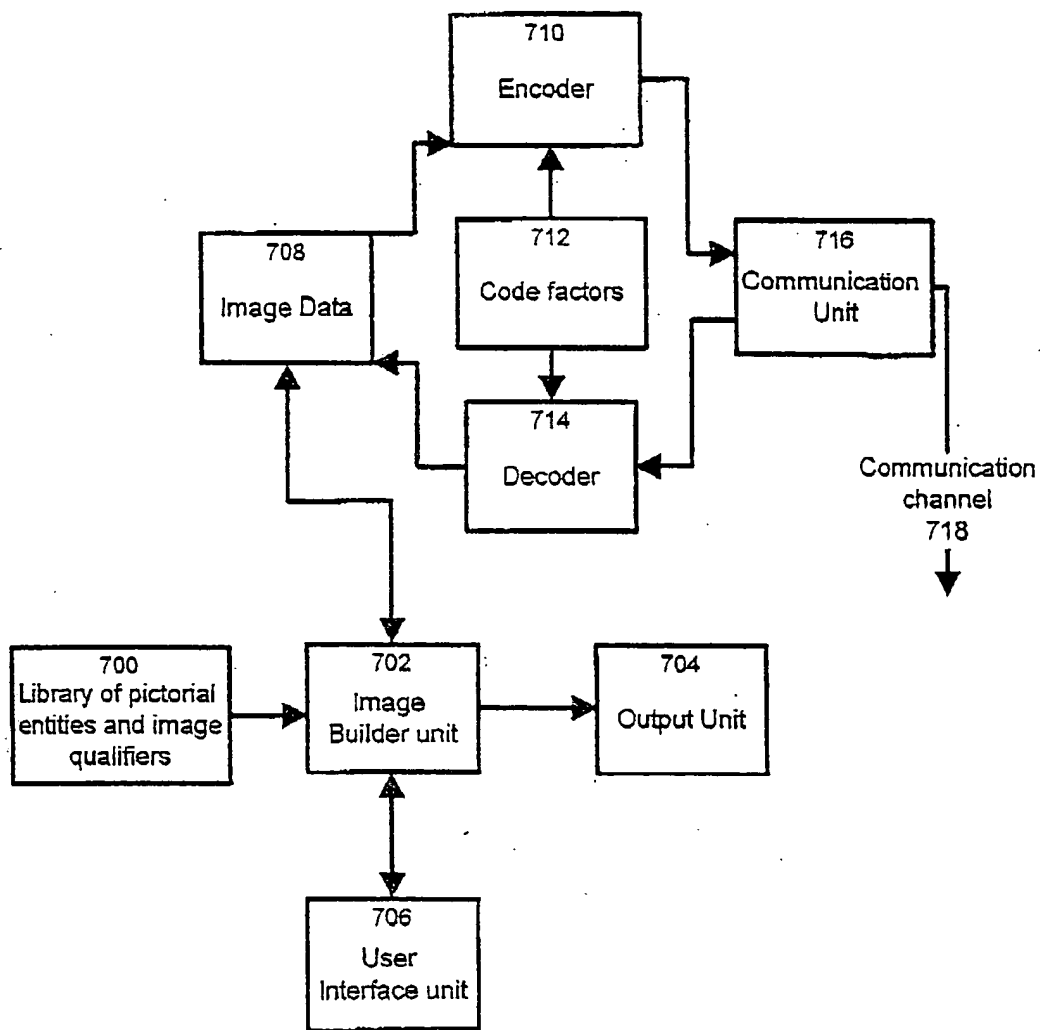 710
Encoder
708
Image Data
712
Code factors
716
Communication
Unit
714
Decoder
Communication
channel
718
700
Library of pictorial
entities and image
qualifiers
702
Image
Builder unit
704
Output Unit
706
User
Interface unit